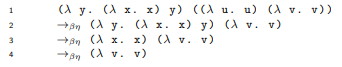 1 (λ y. (λ x. x) y) ((λ u. u) (λ v. v))
2 →βη (λ y. (λ x. x) y) (λ v. v)
3 →βη (λ x. x) (λ v. v)
4 →βη (λ v. v)